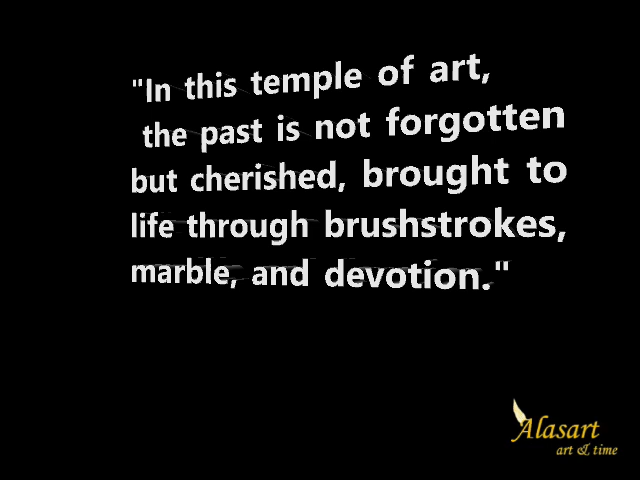 "In this temple of art,
the past is not forgotten
but cherished, brought to
life through brushstrokes,
marble, and devotion."
Alasart
art & time